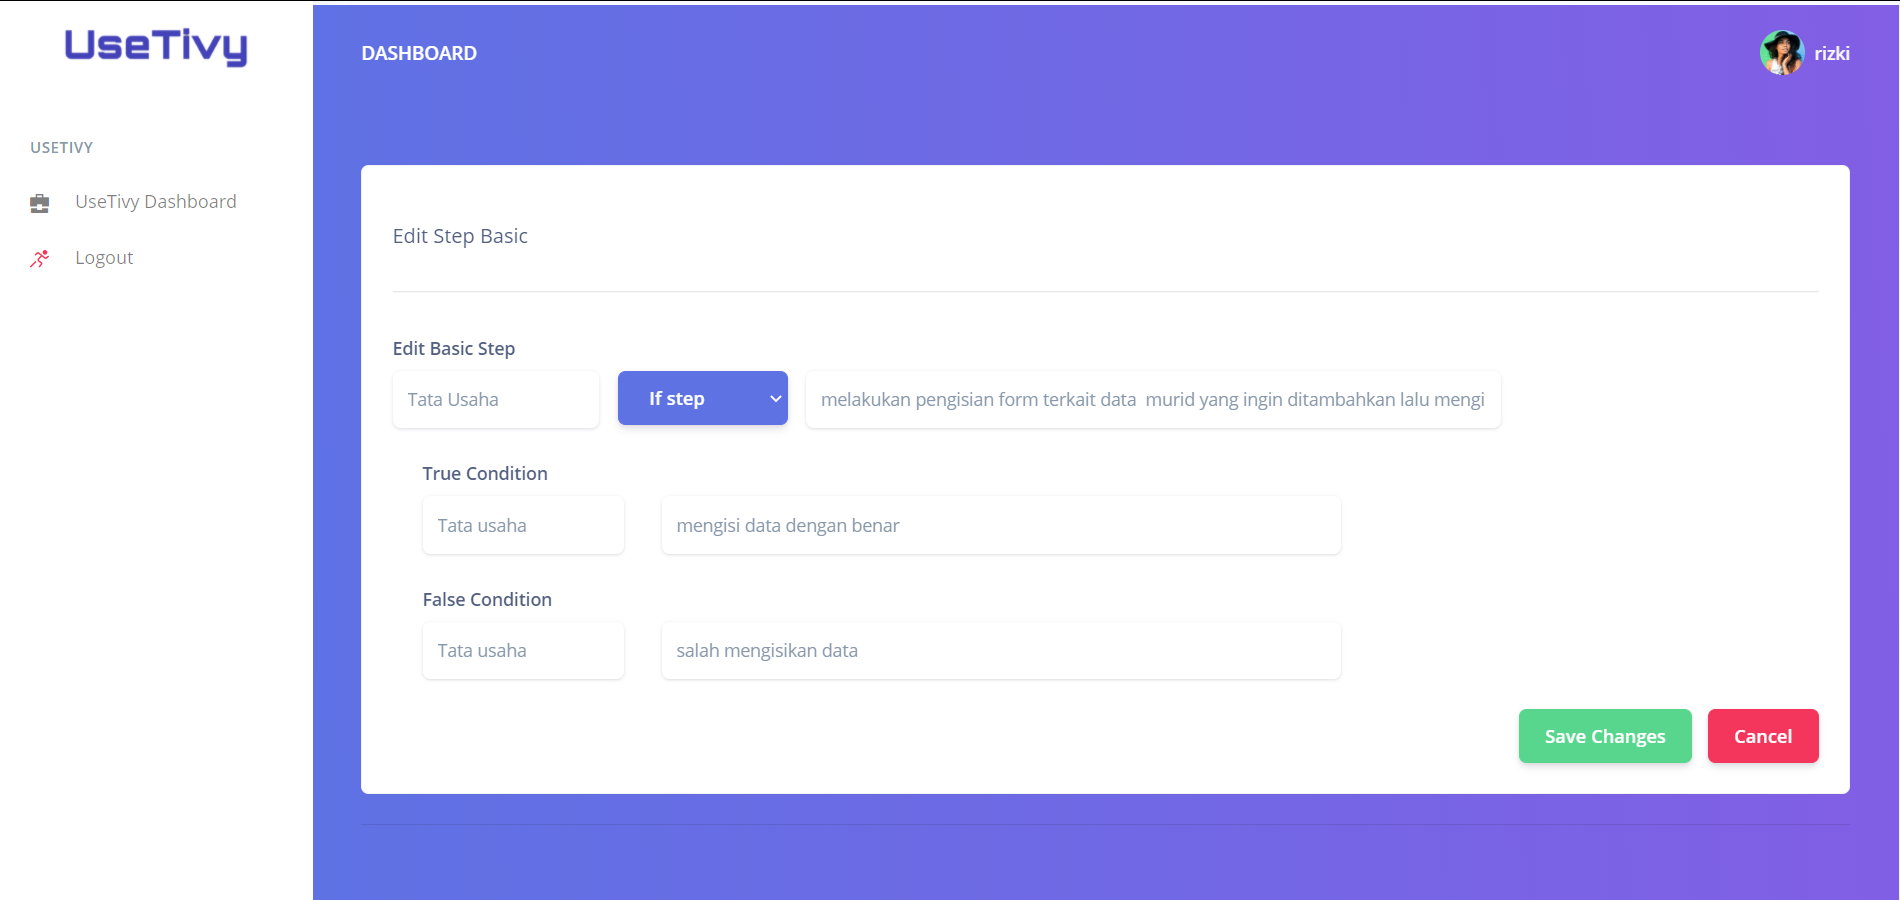 UseTivy
DASHBOARD
rizki
USETIVY
UseTivy Dashboard
Logout
Edit Step Basic
Edit Basic Step
Tata Usaha
If step
melakukan pengisian form terkait data  murid yang ingin ditambahkan lalu mengi
True Condition
Tata usaha
mengisi data dengan benar
False Condition
Tata usaha
salah mengisikan data
Save Changes
Cancel